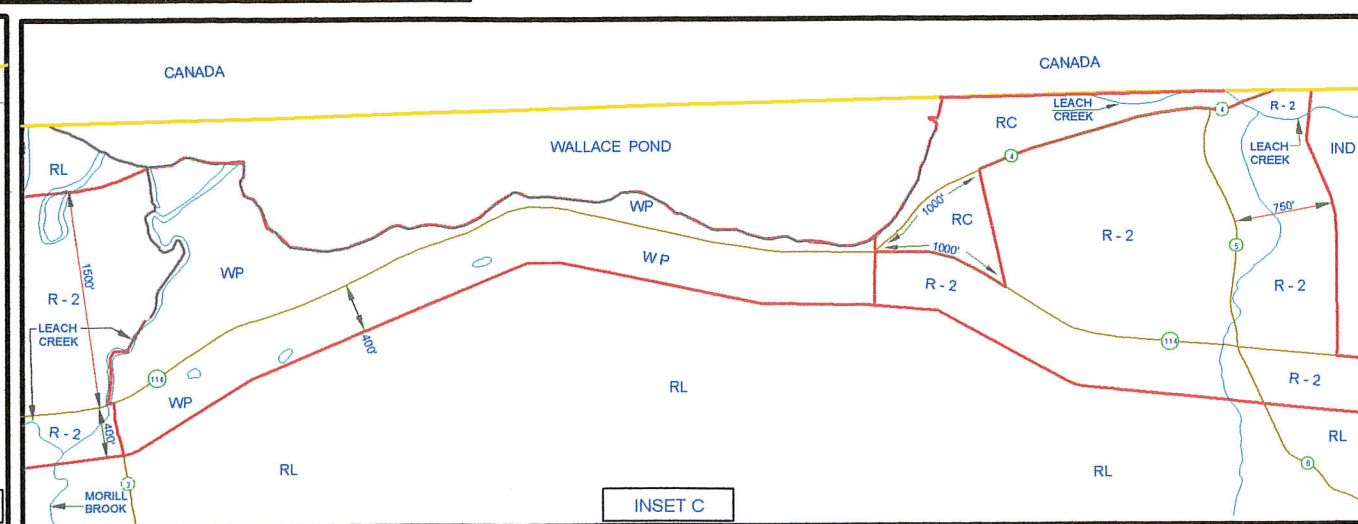 CANADA
CANADA
LEACH
CREEK
4
R - 2
RC
WALLACE POND
4
LEACH
CREEK
IND
RL
1000'
WP
RC
750'
R - 2
5
1500'
WP
WP
1000'
R - 2
R - 2
R - 2
LEACH
CREEK
400'
114
R - 2
114
WP
RL
R - 2
400'
RL
5
RL
RL
3
MORILL
BROOK
INSET C